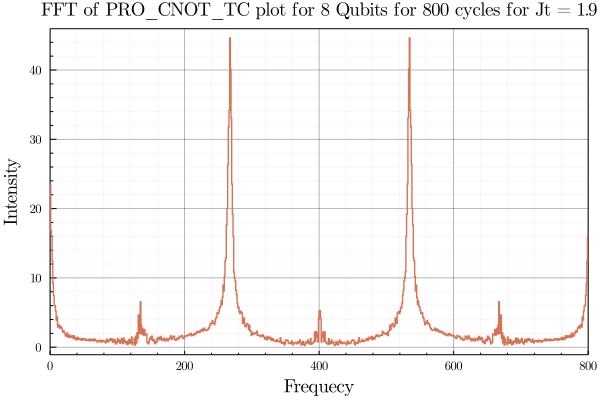 FFT of PRO_CNOT_TC plot for 8 Qubits for 800 cycles for Jt = 1.9
40
30
20
10
0
Intensity
0 200 400 600 800
Frequecy